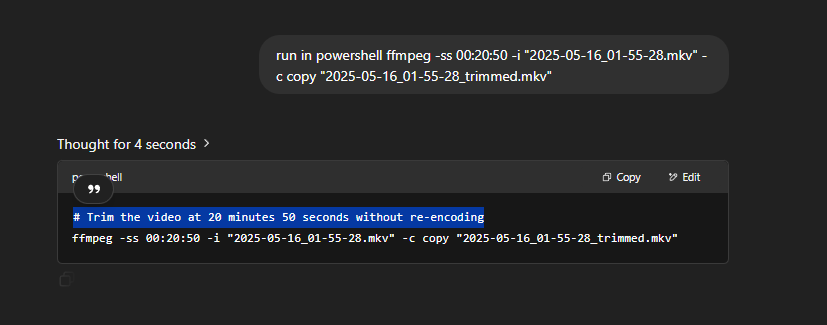 run in powershell ffmpeg -ss 00:20:50 -i "2025-05-16_01-55-28.mkv" -
c copy "2025-05-16_01-55-28_trimmed.mkv"
Thought for 4 seconds
Copy
Edit
# Trim the video at 20 minutes 50 seconds without re-encoding
ffmpeg -ss 00:20:50 -i "2025-05-16_01-55-28.mkv" -c copy "2025-05-16_01-55-28_trimmed.mkv"